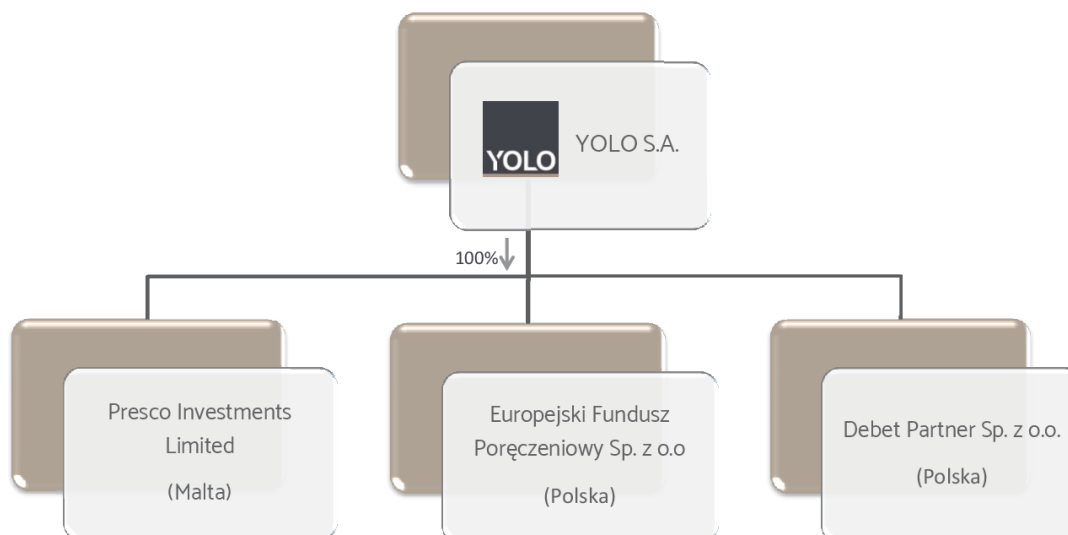 YOLO
YOLO S.A.
100%
Presco Investments
Limited
(Malta)
Europejski Fundusz
Poręczeniowy Sp. z o.o
(Polska)
Debet Partner Sp. z o.o.
(Polska)